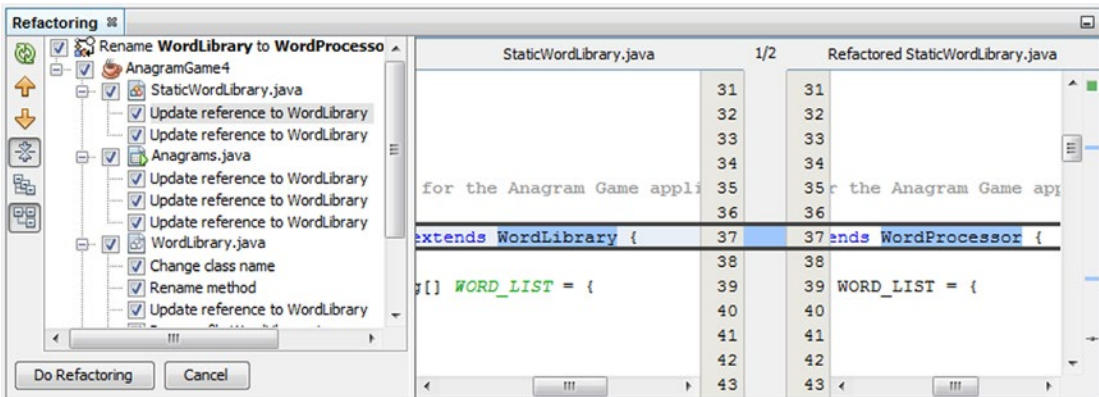 Refactoring
Rename WordLibrary to WordProcesso
AnagramGame4
StaticWordLibrary.java
Update reference to WordLibrary
Update reference to WordLibrary
Anagrams.java
Update reference to WordLibrary
Update reference to WordLibrary
Update reference to WordLibrary
WordLibrary.java
Change class name
Rename method
Update reference to WordLibrary
Do Refactoring Cancel
StaticWordLibrary.java 1/2 Refactored StaticWordLibrary.java
31 31
32 32
33 33
34 34
for the Anagram Game appli 35 35 r the Anagram Game app
36 36
extends WordLibrary { 37 37 ends WordProcessor {
38 38
g[] WORD_LIST = { 39 39 WORD_LIST = {
40 40
41 41
42 42
43 43